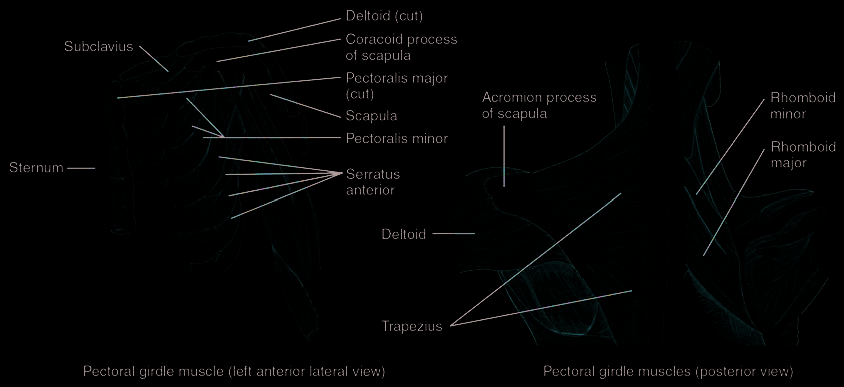 Deltoid (cut)
Subclavius
Coracoid process
of scapula
Pectoralis major
(cut)
Scapula
Pectoralis minor
Sternum
Serratus
anterior
Acromion process
of scapula
Rhomboid
minor
Rhomboid
major
Deltoid
Trapezius
Pectoral girdle muscle (left anterior lateral view)
Pectoral girdle muscles (posterior view)